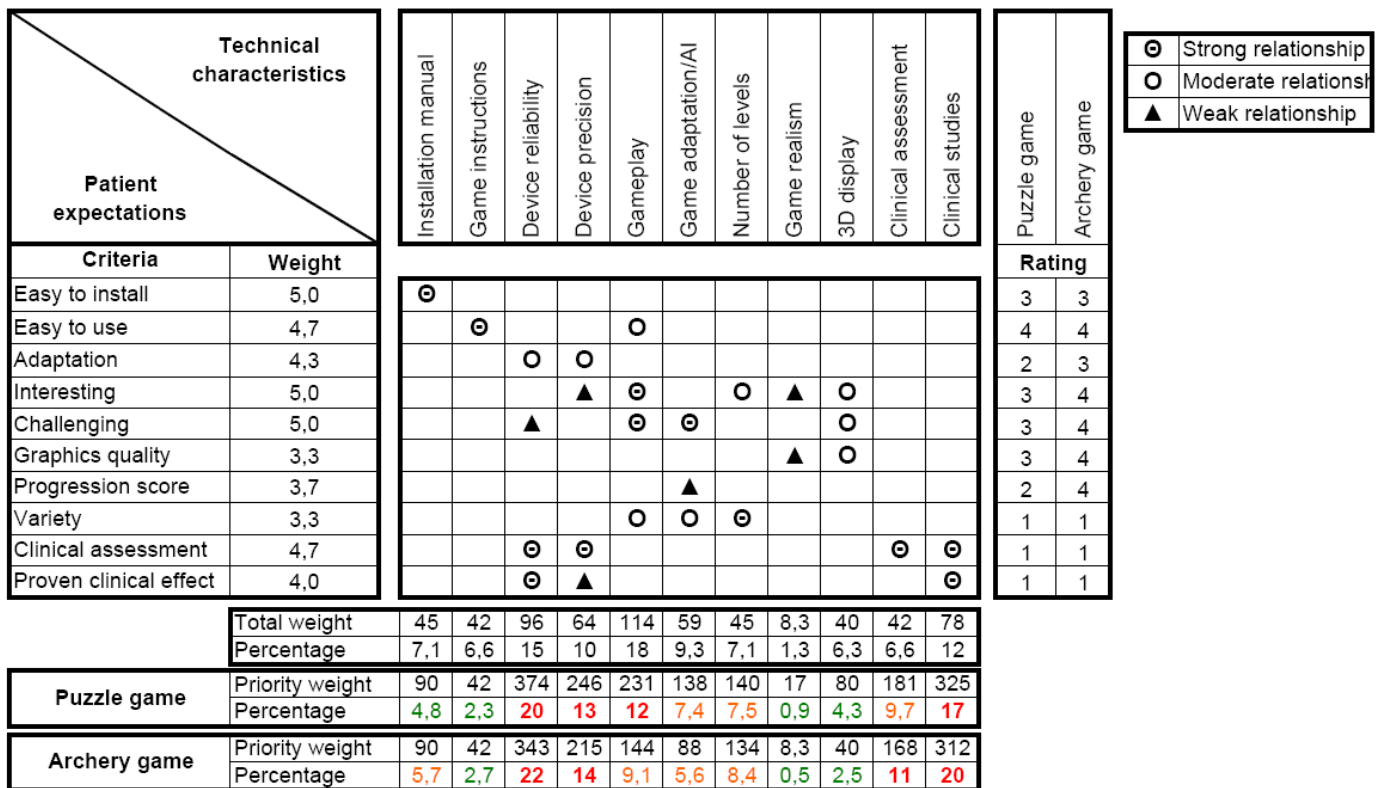 Technical
characteristics
Patient
expectations
Installation manual
Game instructions
Device reliability
Device precision
Gameplay
Game adaptation/AI
Number of levels
Game realism
3D display
Clinical assessment
Clinical studies
Puzzle game
Archery game
Θ Strong relationship
O Moderate relationsh
▲ Weak relationship
Criteria Weight Rating
Easy to install 5,0 Θ 3 3
Easy to use 4,7 Θ O 4 4
Adaptation 4,3 O O 2 3
Interesting 5,0 ▲ Θ O ▲ O 3 4
Challenging 5,0 ▲ Θ Θ O 3 4
Graphics quality 3,3 ▲ O 3 4
Progression score 3,7 ▲ 2 4
Variety 3,3 O O Θ 1 1
Clinical assessment 4,7 Θ Θ Θ Θ 1 1
Proven clinical effect 4,0 Θ ▲ Θ 1 1
Total weight 45 42 96 64 114 59 45 8,3 40 42 78
Percentage 7,1 6,6 15 10 18 9,3 7,1 1,3 6,3 6,6 12
Puzzle game
Priority weight 90 42 374 246 231 138 140 17 80 181 325
Percentage 4,8 2,3 20 13 12 7,4 7,5 0,9 4,3 9,7 17
Archery game
Priority weight 90 42 343 215 144 88 134 8,3 40 168 312
Percentage 5,7 2,7 22 14 9,1 5,6 8,4 0,5 2,5 11 20